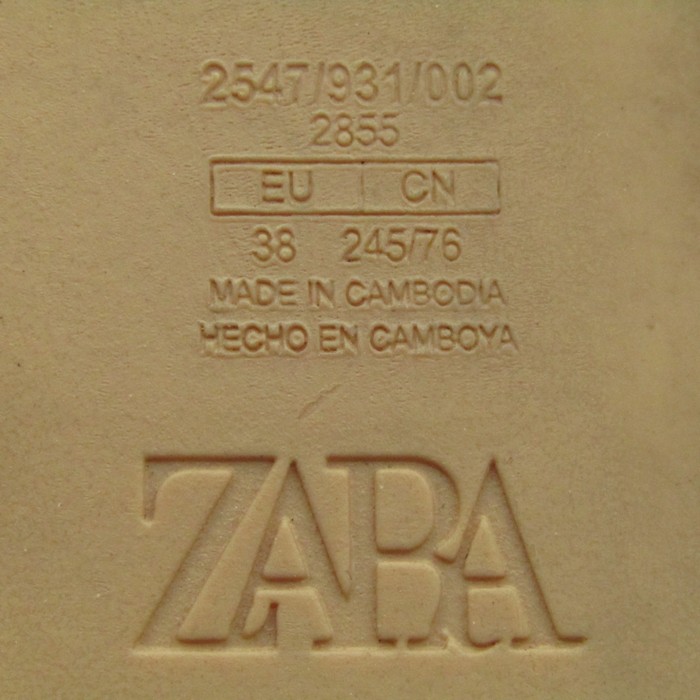 2547/931/002
2855
EU CN
38 245/76
MADE IN CAMBODIA
HECHO EN CAMBOYA
ZARA